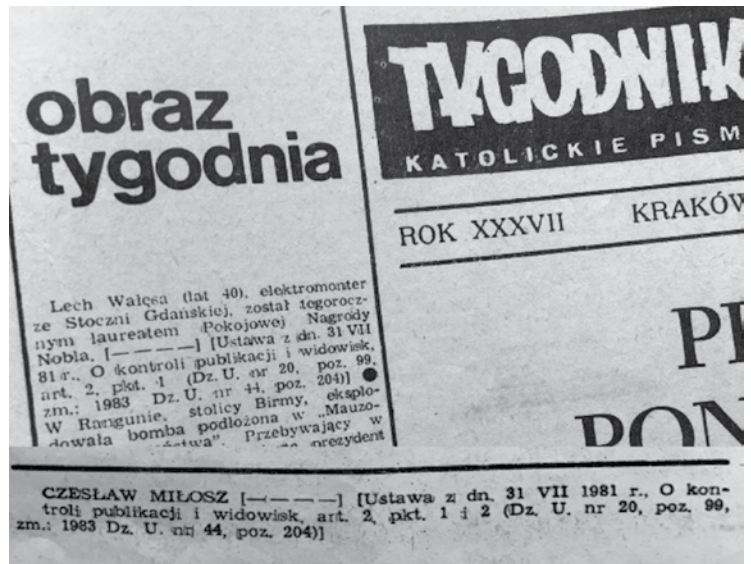 obraz
tygodnia
Lech Wałęsa (lat 40), elektromonter
ze Stoczni Gdańskiej, został tegorocz-
nym laureatem Pokojowej Nagrody
Nobla. [— — — —] [Ustawa z dn. 31 VII
81 r., O kontroli publikacji i widowisk,
art. 2, pkt. 1 (Dz. U. nr 20, poz. 99,
zm.: 1983 Dz. U. nr 44, poz. 204)] ●
W Rangunie, stolicy Birmy, eksplo-
dowała bomba podłożona w „Mauzo-
Przebywający w
prezydent
TYGODNIK
KATOLICKIE PISM
ROK XXXVII KRAKÓW
PE
PON
CZESŁAW MIŁOSZ [— — — —] [Ustawa z dn. 31 VII 1981 r., O kon-
troli publikacji i widowisk, art. 2, pkt. 1 i 2 (Dz. U. nr 20, poz. 99,
zm.: 1983 Dz. U. nr 44, poz. 204)]